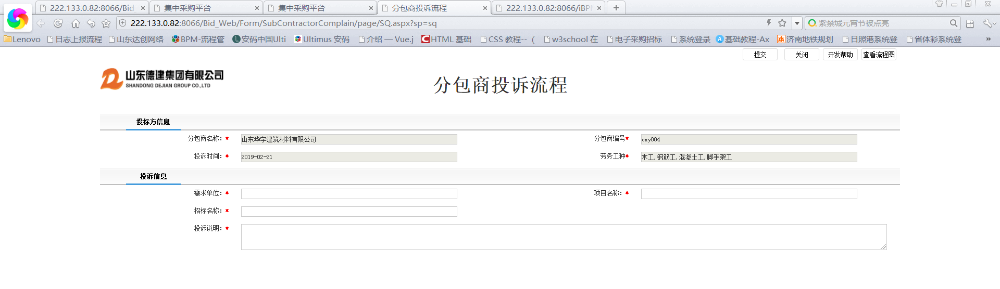 222.133.0.82:8066/Bid_
集中采购平台
集中采购平台
分包商投诉流程
222.133.0.82:8066/iBPI
222.133.0.82:8066/Bid_Web/Form/SubContractorComplain/page/SQ.aspx?sp=sq
紫禁城元宵节被点亮
Lenovo 日志上报流程 山东达创网络 BPM-流程管 安码中国Ulti Ultimus 安码 介绍 — Vue.j HTML 基础 CSS 教程-- ( w3school 在 电子采购招标 系统登录 基础教程-Ax 济南地铁规划 日照港系统登 省体彩系统登 »
提交 关闭 开发帮助 查看流程图
山东德建集团有限公司
SHANDONG DEJIAN GROUP CO.,LTD
分包商投诉流程
投标方信息
分包商名称：* 山东华宇建筑材料有限公司 分包商编号* cxy004
投诉时间：* 2019-02-21 劳务工种* 木工,钢筋工,混凝土工,脚手架工
投诉信息
需求单位：* 项目名称：*
招标名称：*
投诉说明：*